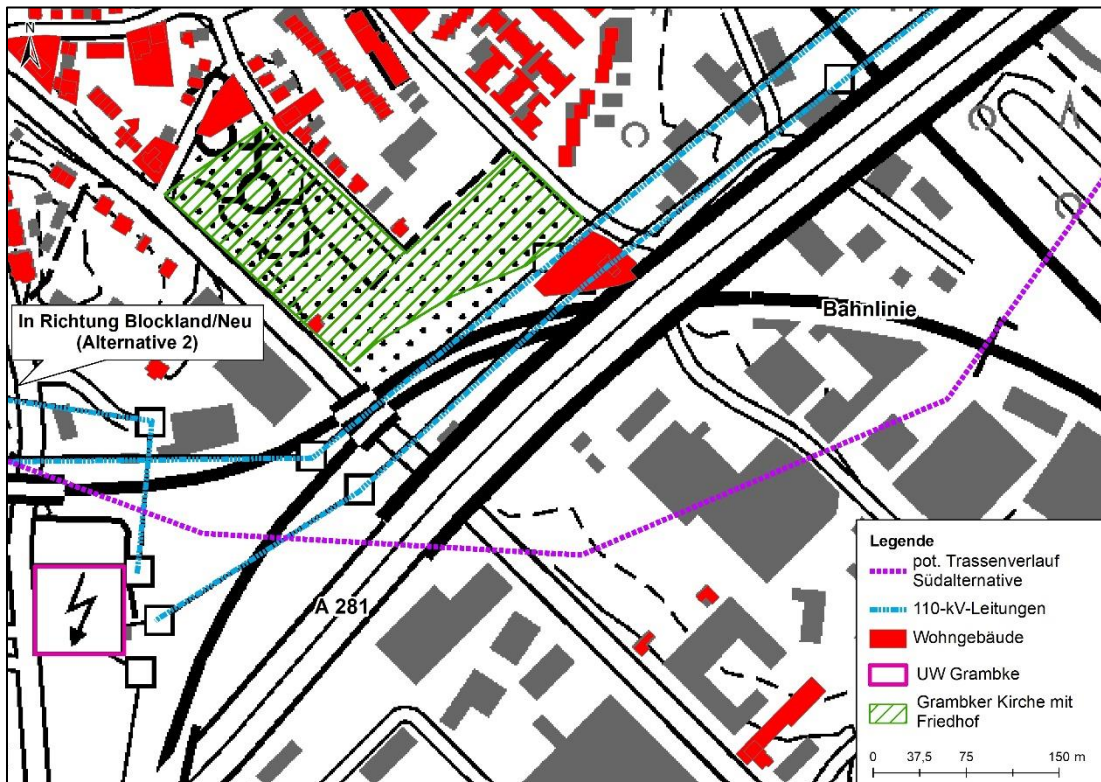 N
In Richtung Blockland/Neu
(Alternative 2)
Bahnlinie
A 281
Legende
pot. Trassenverlauf
Südalternative
110-kV-Leitungen
Wohngebäude
UW Grambke
Grambker Kirche mit
Friedhof
0 37,5 75 150 m